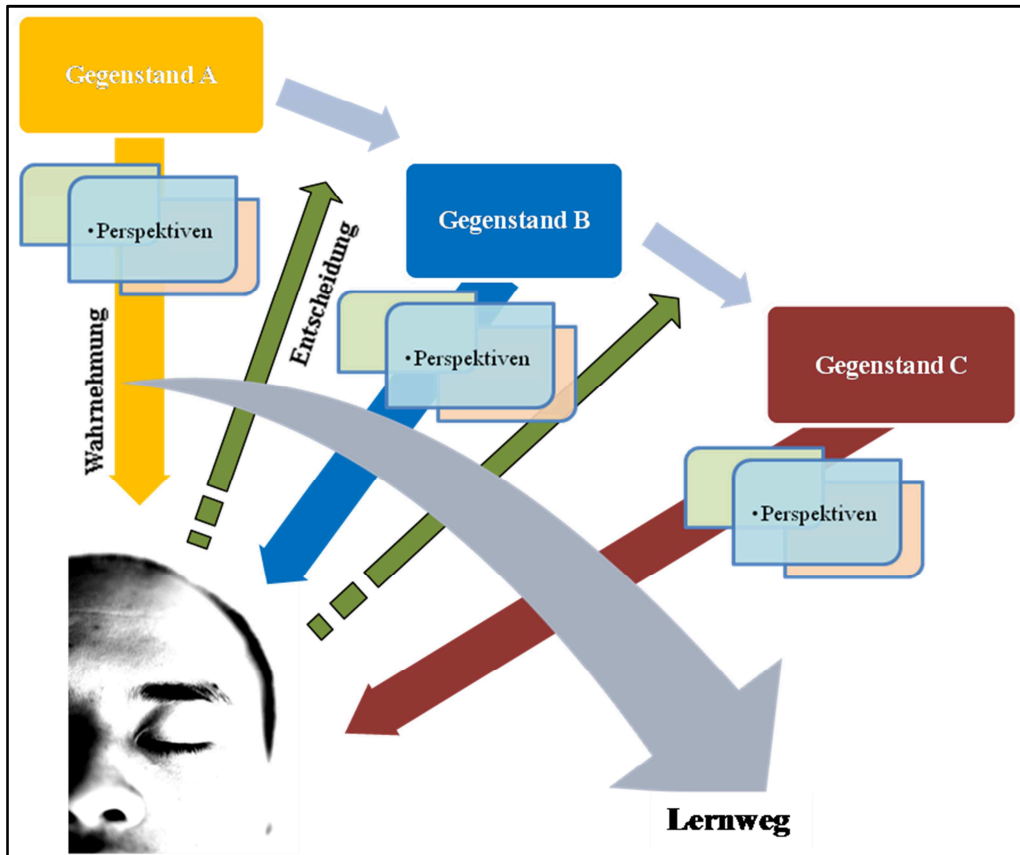 Gegenstand A
• Perspektiven
Wahrnehmung
Entscheidung
Gegenstand B
• Perspektiven
Gegenstand C
• Perspektiven
Lernweg